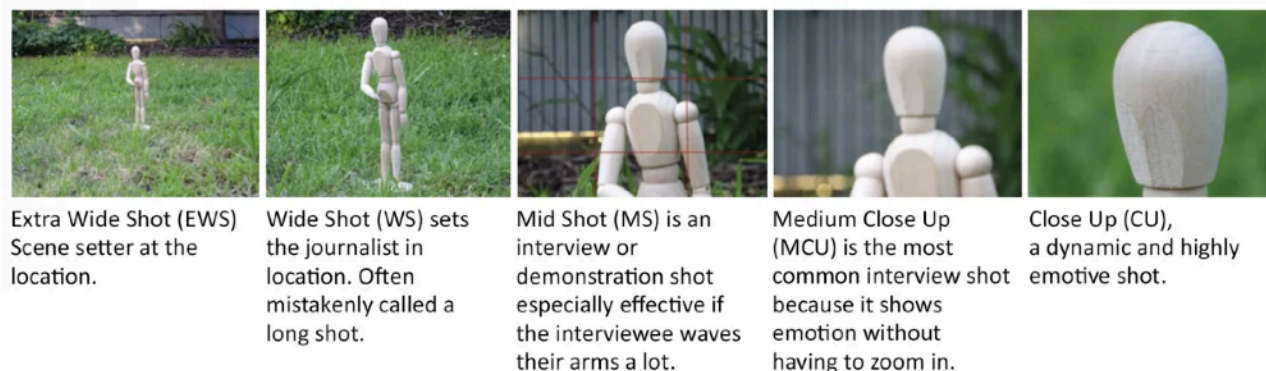 Extra Wide Shot (EWS)
Scene setter at the
location.
Wide Shot (WS) sets
the journalist in
location. Often
mistakenly called a
long shot.
Mid Shot (MS) is an
interview or
demonstration shot
especially effective if
the interviewee waves
their arms a lot.
Medium Close Up
(MCU) is the most
common interview shot
because it shows
emotion without
having to zoom in.
Close Up (CU),
a dynamic and highly
emotive shot.